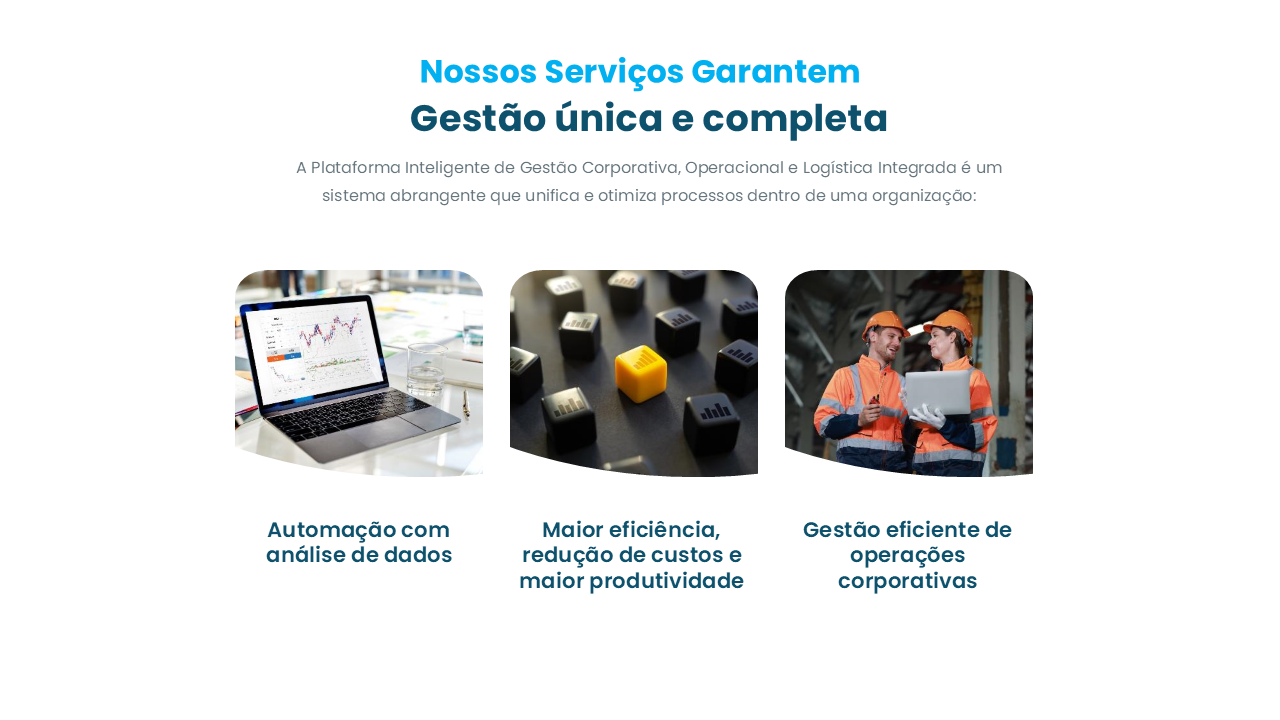 Nossos Serviços Garantem
Gestão única e completa
A Plataforma Inteligente de Gestão Corporativa, Operacional e Logística Integrada é um
sistema abrangente que unifica e otimiza processos dentro de uma organização:
Automação com
análise de dados
Maior eficiência,
redução de custos e
maior produtividade
Gestão eficiente de
operações
corporativas